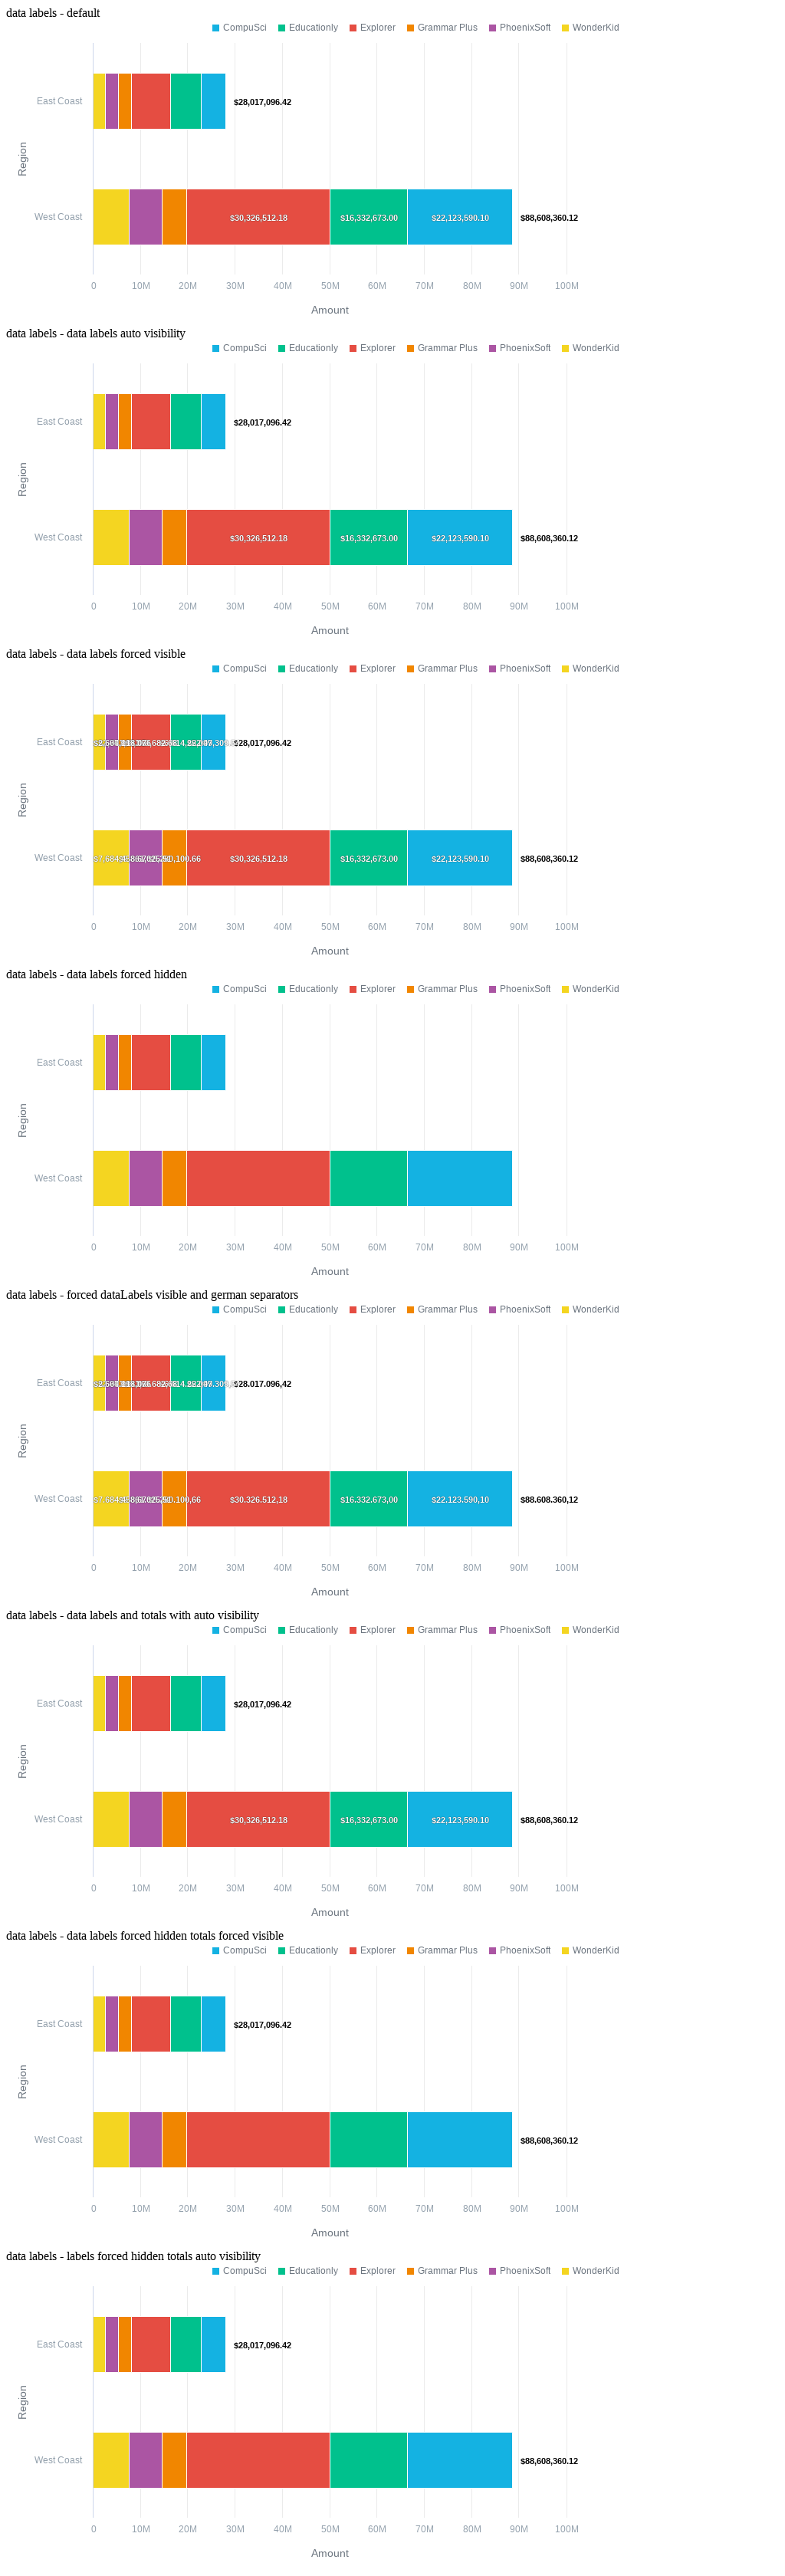 data labels - default
CompuSci Educationly Explorer Grammar Plus PhoenixSoft WonderKid
East Coast $28,017,096.42
Region
West Coast $30,326,512.18 $16,332,673.00 $22,123,590.10 $88,608,360.12
0 10M 20M 30M 40M 50M 60M 70M 80M 90M 100M
Amount
data labels - data labels auto visibility
CompuSci Educationly Explorer Grammar Plus PhoenixSoft WonderKid
East Coast $28,017,096.42
Region
West Coast $30,326,512.18 $16,332,673.00 $22,123,590.10 $88,608,360.12
0 10M 20M 30M 40M 50M 60M 70M 80M 90M 100M
Amount
data labels - data labels forced visible
CompuSci Educationly Explorer Grammar Plus PhoenixSoft WonderKid
East Coast $28,017,096.42
Region
West Coast $30,326,512.18 $16,332,673.00 $22,123,590.10 $88,608,360.12
0 10M 20M 30M 40M 50M 60M 70M 80M 90M 100M
Amount
data labels - data labels forced hidden
CompuSci Educationly Explorer Grammar Plus PhoenixSoft WonderKid
East Coast
Region
West Coast
0 10M 20M 30M 40M 50M 60M 70M 80M 90M 100M
Amount
data labels - forced dataLabels visible and german separators
CompuSci Educationly Explorer Grammar Plus PhoenixSoft WonderKid
East Coast $28.017.096,42
Region
West Coast $30.326.512,18 $16.332.673,00 $22.123.590,10 $88.608.360,12
0 10M 20M 30M 40M 50M 60M 70M 80M 90M 100M
Amount
data labels - data labels and totals with auto visibility
CompuSci Educationly Explorer Grammar Plus PhoenixSoft WonderKid
East Coast $28,017,096.42
Region
West Coast $30,326,512.18 $16,332,673.00 $22,123,590.10 $88,608,360.12
0 10M 20M 30M 40M 50M 60M 70M 80M 90M 100M
Amount
data labels - data labels forced hidden totals forced visible
CompuSci Educationly Explorer Grammar Plus PhoenixSoft WonderKid
East Coast $28,017,096.42
Region
West Coast $88,608,360.12
0 10M 20M 30M 40M 50M 60M 70M 80M 90M 100M
Amount
data labels - labels forced hidden totals auto visibility
CompuSci Educationly Explorer Grammar Plus PhoenixSoft WonderKid
East Coast $28,017,096.42
Region
West Coast $88,608,360.12
0 10M 20M 30M 40M 50M 60M 70M 80M 90M 100M
Amount